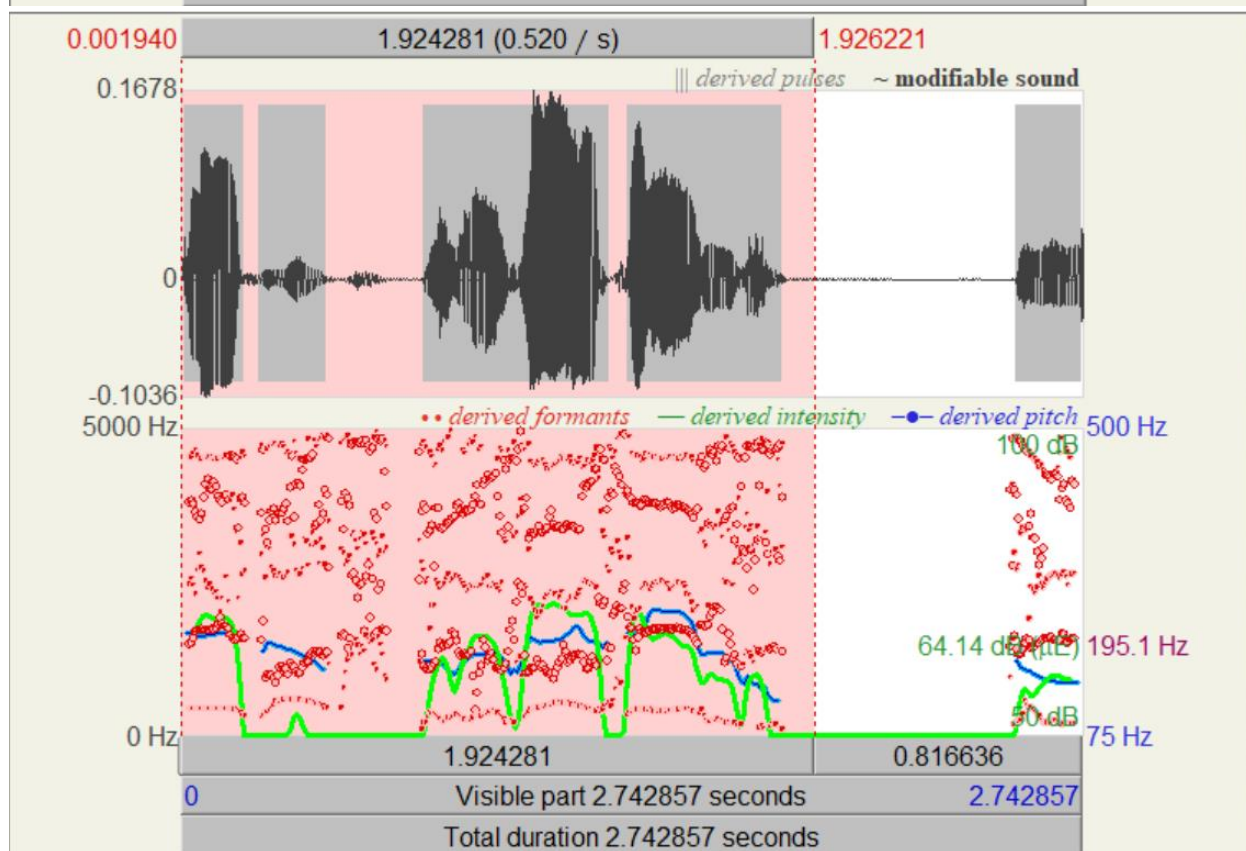 0.001940 1.924281 (0.520 / s) 1.926221
0.1678 ||| derived pulses ~ modifiable sound
0
-0.1036
5000 Hz •• derived formants — derived intensity –●– derived pitch 500 Hz
100 dB
64.14 dB (µE) 195.1 Hz
50 dB
0 Hz 75 Hz
1.924281 0.816636
0 Visible part 2.742857 seconds 2.742857
Total duration 2.742857 seconds